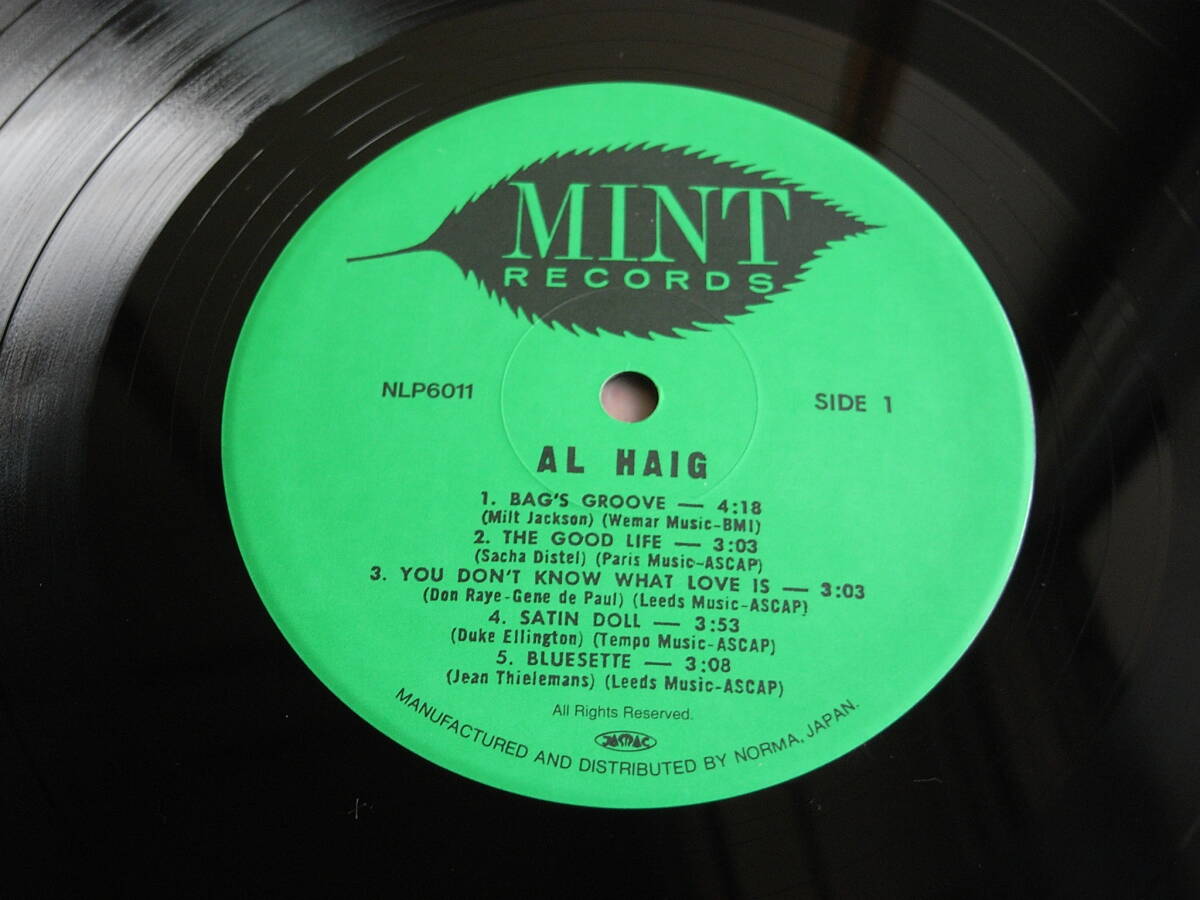 MINT
RECORDS
NLP6011
SIDE 1
AL HAIG
1. BAG'S GROOVE — 4:18
(Milt Jackson) (Wemar Music-BMI)
2. THE GOOD LIFE — 3:03
(Sacha Distel) (Paris Music-ASCAP)
3. YOU DON'T KNOW WHAT LOVE IS — 3:03
(Don Raye-Gene de Paul) (Leeds Music-ASCAP)
4. SATIN DOLL — 3:53
(Duke Ellington) (Tempo Music-ASCAP)
5. BLUESETTE — 3:08
(Jean Thielemans) (Leeds Music-ASCAP)
All Rights Reserved.
JASRAC
MANUFACTURED AND DISTRIBUTED BY NORMA, JAPAN.